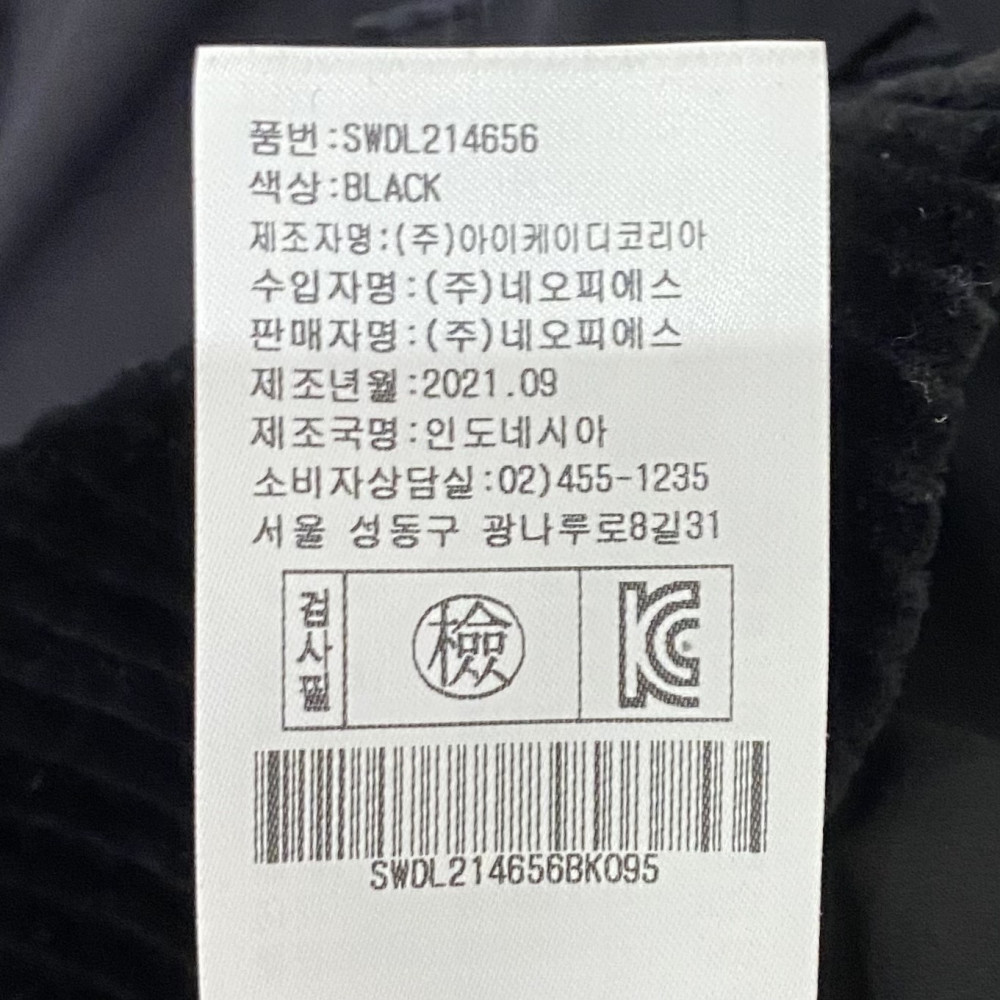 품번:SWDL214656
색상:BLACK
제조자명:(주)아이케이디코리아
수입자명:(주)네오피에스
판매자명:(주)네오피에스
제조년월:2021.09
제조국명:인도네시아
소비자상담실:02)455-1235
서울 성동구 광나루로8길31
검사필
檢
KC
SWDL214656BK095